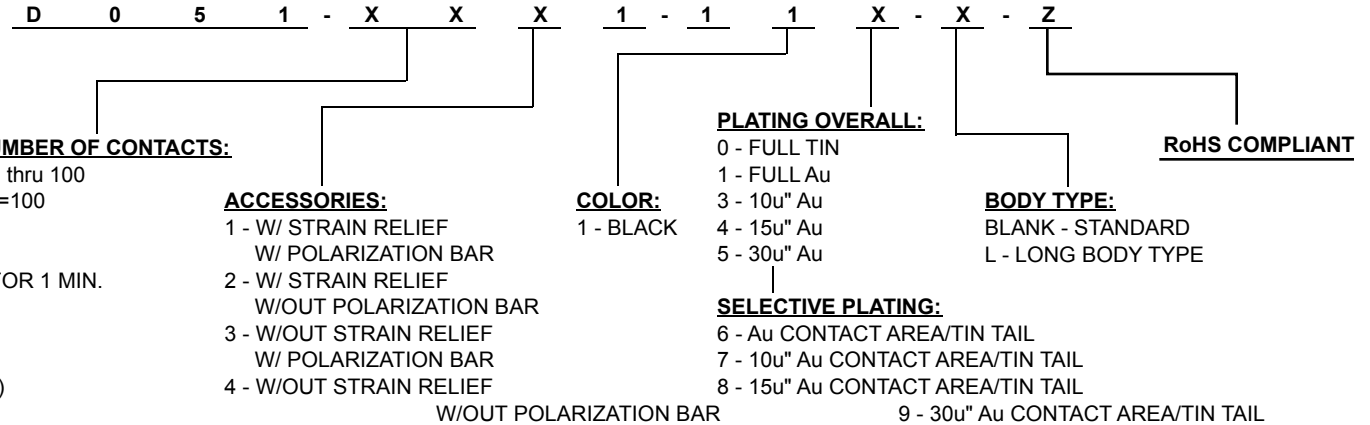 D 0 5 1 - X X X 1 - 1 1 X - X - Z
UMBER OF CONTACTS:
thru 100
=100
OR 1 MIN.
)
ACCESSORIES:
1 - W/ STRAIN RELIEF
W/ POLARIZATION BAR
2 - W/ STRAIN RELIEF
W/OUT POLARIZATION BAR
3 - W/OUT STRAIN RELIEF
W/ POLARIZATION BAR
4 - W/OUT STRAIN RELIEF
W/OUT POLARIZATION BAR
COLOR:
1 - BLACK
PLATING OVERALL:
0 - FULL TIN
1 - FULL Au
3 - 10u" Au
4 - 15u" Au
5 - 30u" Au
SELECTIVE PLATING:
6 - Au CONTACT AREA/TIN TAIL
7 - 10u" Au CONTACT AREA/TIN TAIL
8 - 15u" Au CONTACT AREA/TIN TAIL
9 - 30u" Au CONTACT AREA/TIN TAIL
BODY TYPE:
BLANK - STANDARD
L - LONG BODY TYPE
RoHS COMPLIANT